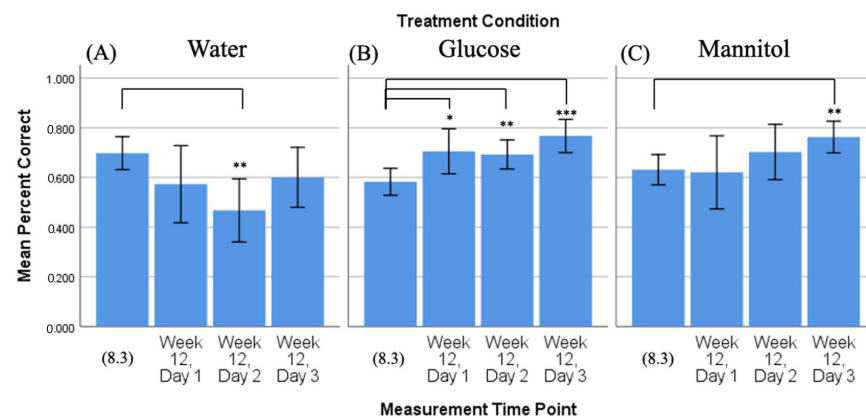 Treatment Condition
(A) Water
(B) Glucose
(C) Mannitol
Mean Percent Correct
1.000
0.800
0.600
0.400
0.200
0.000
**
*
**
***
**
(8.3)
Week
12,
Day 1
Week
12,
Day 2
Week
12,
Day 3
(8.3)
Week
12,
Day 1
Week
12,
Day 2
Week
12,
Day 3
(8.3)
Week
12,
Day 1
Week
12,
Day 2
Week
12,
Day 3
Measurement Time Point